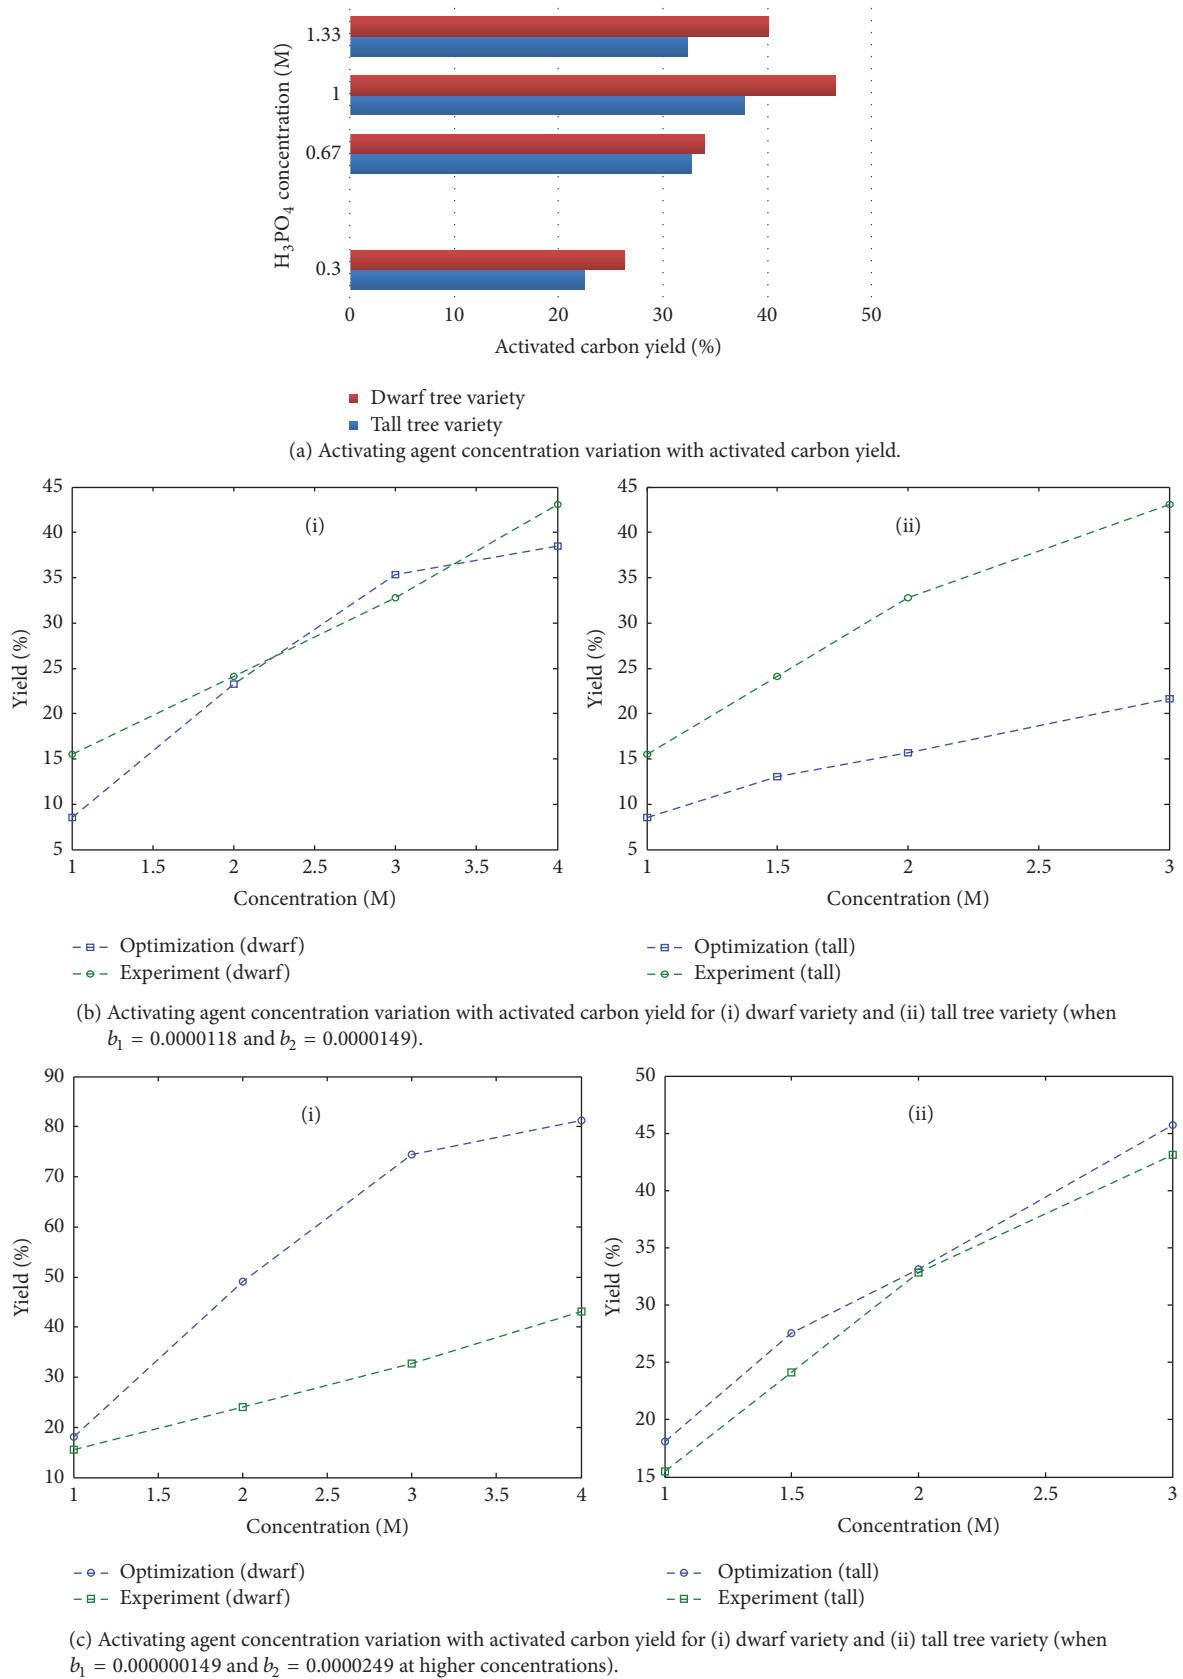 1.33
1
0.67
0.3
H3PO4 concentration (M)
0 10 20 30 40 50
Activated carbon yield (%)
Dwarf tree variety
Tall tree variety
(a) Activating agent concentration variation with activated carbon yield.
45
40
35
30
25
20
15
10
5
Yield (%)
(i)
1 1.5 2 2.5 3 3.5 4
Concentration (M)
Optimization (dwarf)
Experiment (dwarf)
45
40
35
30
25
20
15
10
5
Yield (%)
(ii)
1 1.5 2 2.5 3
Concentration (M)
Optimization (tall)
Experiment (tall)
(b) Activating agent concentration variation with activated carbon yield for (i) dwarf variety and (ii) tall tree variety (when
b1 = 0.0000118 and b2 = 0.0000149).
90
80
70
60
50
40
30
20
10
Yield (%)
(i)
1 1.5 2 2.5 3 3.5 4
Concentration (M)
Optimization (dwarf)
Experiment (dwarf)
50
45
40
35
30
25
20
15
Yield (%)
(ii)
1 1.5 2 2.5 3
Concentration (M)
Optimization (tall)
Experiment (tall)
(c) Activating agent concentration variation with activated carbon yield for (i) dwarf variety and (ii) tall tree variety (when
b1 = 0.000000149 and b2 = 0.0000249 at higher concentrations).